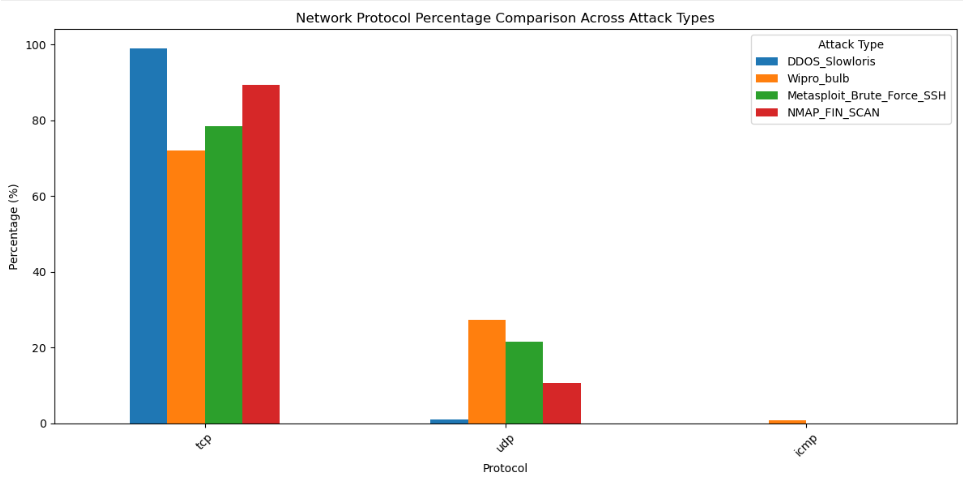 Network Protocol Percentage Comparison Across Attack Types
Attack Type
DDOS_Slowloris
Wipro_bulb
Metasploit_Brute_Force_SSH
NMAP_FIN_SCAN
Percentage (%)
100
80
60
40
20
0
tcp
udp
icmp
Protocol